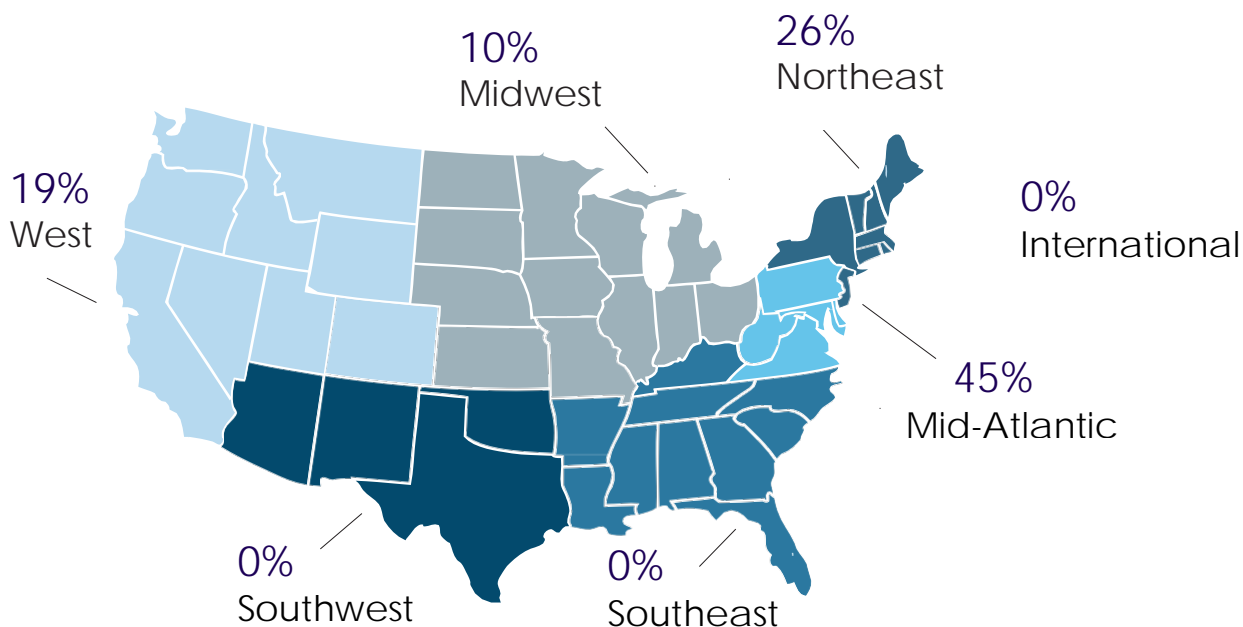 26%
Northeast
10%
Midwest
19%
West
0%
International
45%
Mid-Atlantic
0%
Southwest
0%
Southeast